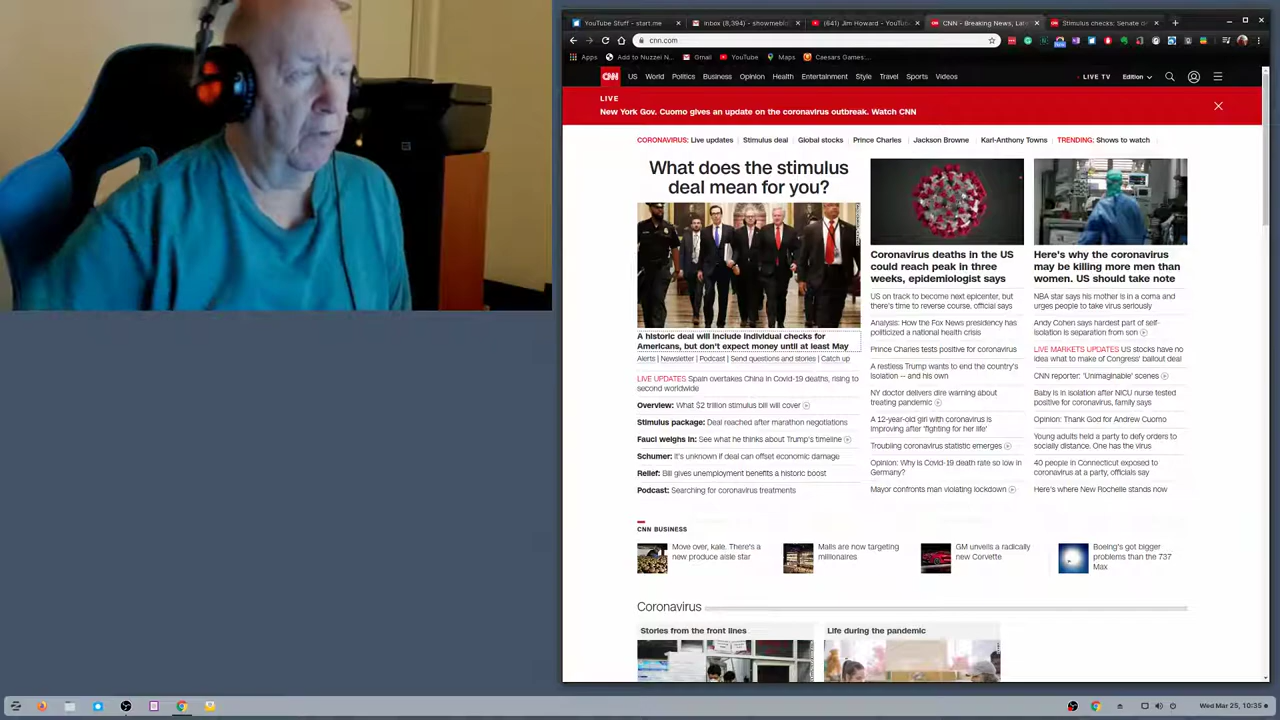 YouTube Stuff - start.me
Inbox (8,394) - showmebl
(641) Jim Howard - YouTube
CNN - Breaking News, Late
Stimulus checks: Senate d
cnn.com
Apps
Add to Nuzzel
Gmail
YouTube
Maps
Caesars Games:...
CNN
US
World
Politics
Business
Opinion
Health
Entertainment
Style
Travel
Sports
Videos
LIVE TV
Edition
LIVE
New York Gov. Cuomo gives an update on the coronavirus outbreak. Watch CNN
CORONAVIRUS: Live updates | Stimulus deal | Global stocks | Prince Charles | Jackson Browne | Karl-Anthony Towns | TRENDING: Shows to watch
What does the stimulus
deal mean for you?
A historic deal will include individual checks for
Americans, but don't expect money until at least May
Alerts | Newsletter | Podcast | Send questions and stories | Catch up
LIVE UPDATES Spain overtakes China in Covid-19 deaths, rising to
second worldwide
Overview: What $2 trillion stimulus bill will cover
Stimulus package: Deal reached after marathon negotiations
Fauci weighs in: See what he thinks about Trump's timeline
Schumer: It's unknown if deal can offset economic damage
Relief: Bill gives unemployment benefits a historic boost
Podcast: Searching for coronavirus treatments
Coronavirus deaths in the US
could reach peak in three
weeks, epidemiologist says
US on track to become next epicenter, but
there's time to reverse course, official says
Analysis: How the Fox News presidency has
politicized a national health crisis
Prince Charles tests positive for coronavirus
A restless Trump wants to end the country's
isolation -- and his own
NY doctor delivers dire warning about
treating pandemic
A 12-year-old girl with coronavirus is
improving after 'fighting for her life'
Troubling coronavirus statistic emerges
Opinion: Why is Covid-19 death rate so low in
Germany?
Mayor confronts man violating lockdown
Here's why the coronavirus
may be killing more men than
women. US should take note
NBA star says his mother is in a coma and
urges people to take virus seriously
Andy Cohen says hardest part of self-
isolation is separation from son
LIVE MARKETS UPDATES US stocks have no
idea what to make of Congress' bailout deal
CNN reporter: 'Unimaginable' scenes
Baby is in isolation after NICU nurse tested
positive for coronavirus, family says
Opinion: Thank God for Andrew Cuomo
Young adults held a party to defy orders to
socially distance. One has the virus
40 people in Connecticut exposed to
coronavirus at a party, officials say
Here's where New Rochelle stands now
CNN BUSINESS
Move over, kale. There's a
new produce aisle star
Malls are now targeting
millionaires
GM unveils a radically
new Corvette
Boeing's got bigger
problems than the 737
Max
Coronavirus
Stories from the front lines
Life during the pandemic
Wed Mar 25, 10:35